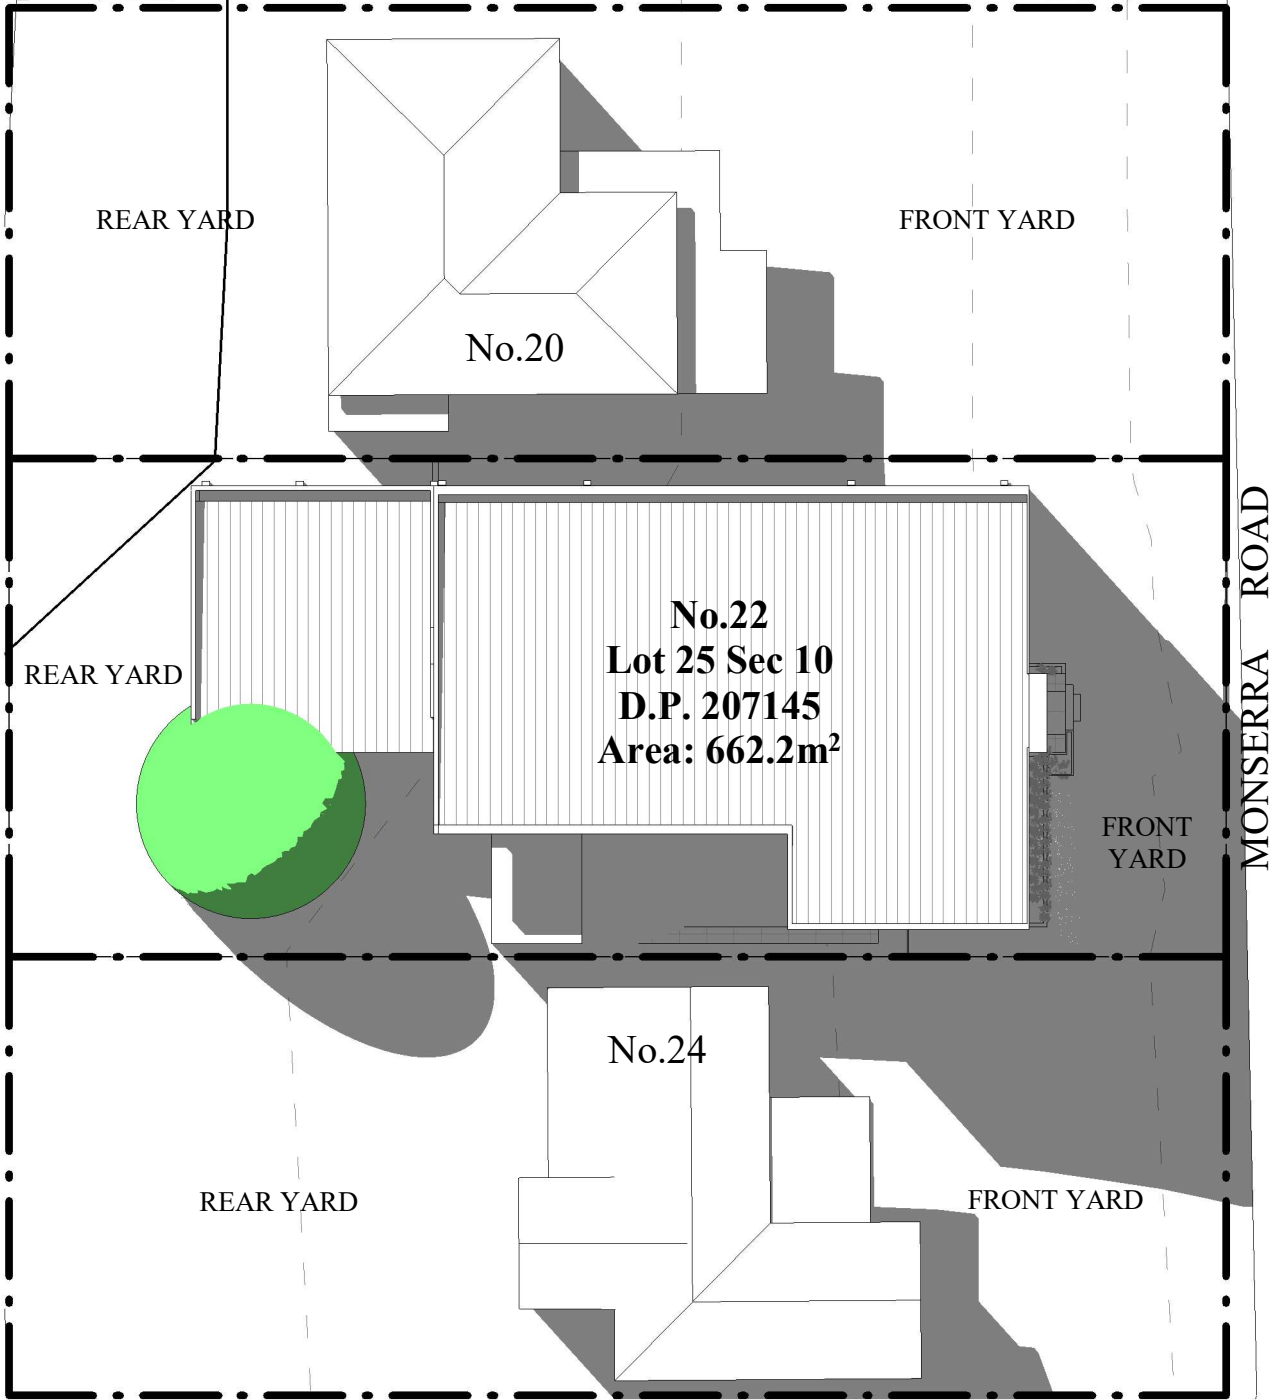 REAR YARD
FRONT YARD
No.20
No.22
Lot 25 Sec 10
D.P. 207145
Area: 662.2m²
REAR YARD
FRONT
YARD
MONSERRA ROAD
No.24
REAR YARD
FRONT YARD